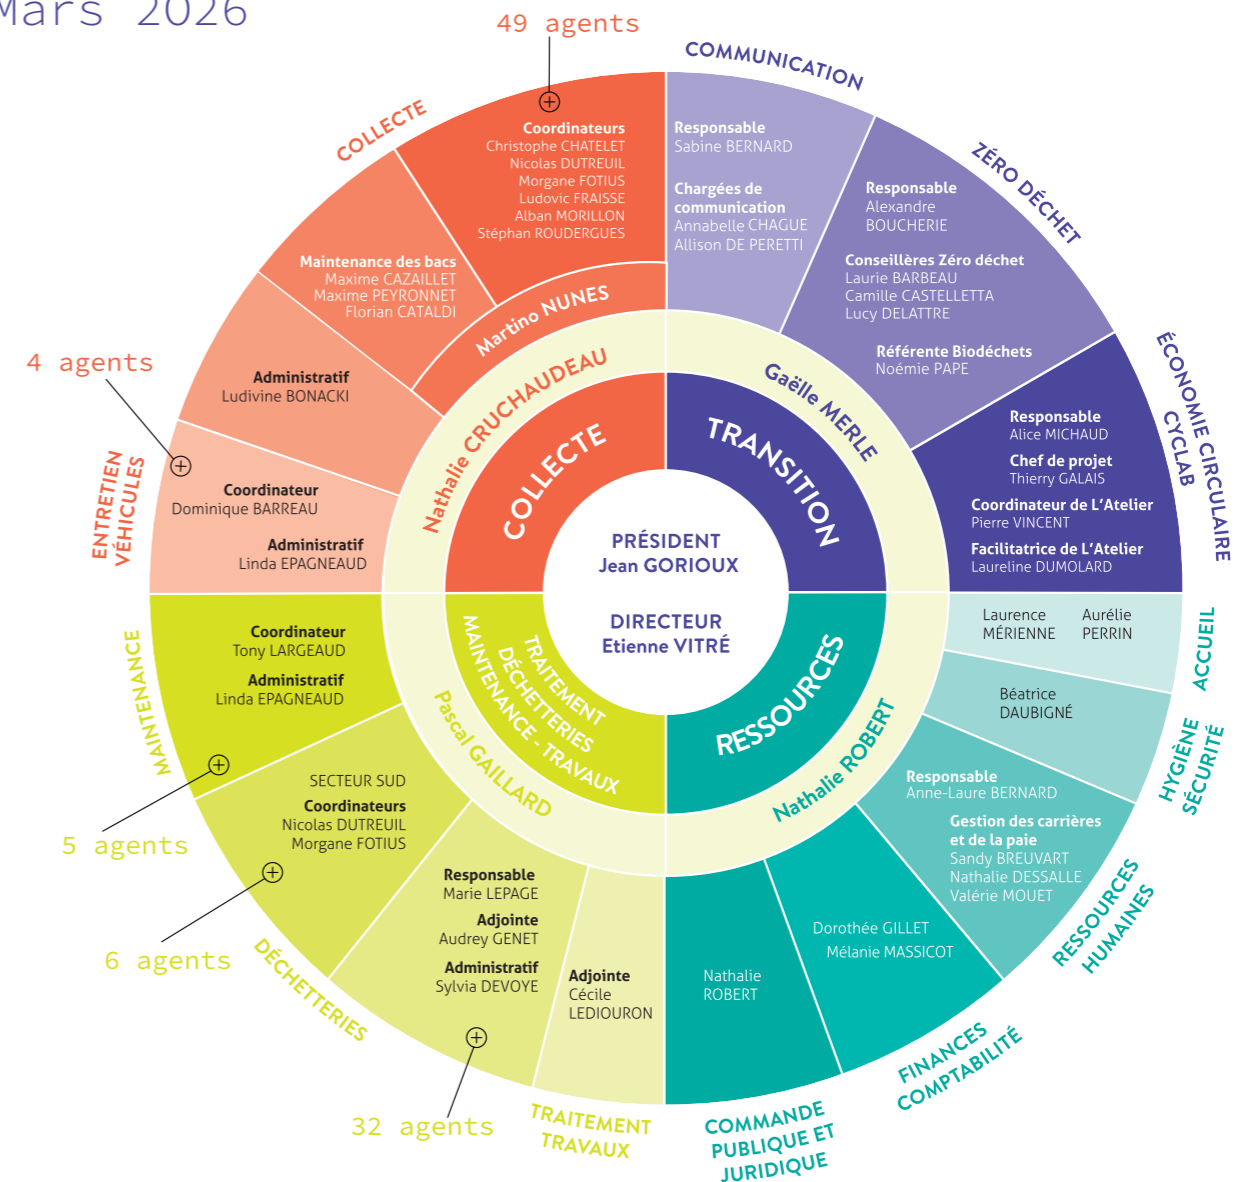 Mars 2026
49 agents
COMMUNICATION
COLLECTE
Coordinateurs
Christophe CHATELET
Nicolas DUTREUIL
Morgane FOTIUS
Ludovic FRAISSE
Alban MORILLON
Stéphan ROUDERGUES
Responsable
Sabine BERNARD
Chargées de
communication
Annabelle CHAGUE
Allison DE PERETTI
ZÉRO DÉCHET
Responsable
Alexandre
BOUCHERIE
Conseillères Zéro déchet
Laurie BARBEAU
Camille CASTELLETTA
Lucy DELATTRE
Référente Biodéchets
Noémie PAPE
Maintenance des bacs
Maxime CAZAILLET
Maxime PEYRONNET
Florian CATALDI
Martino NUNES
Administratif
Ludivine BONACKI
4 agents
ENTRETIEN
VÉHICULES
Coordinateur
Dominique BARREAU
Administratif
Linda EPAGNEAUD
Nathalie CRUCHAUDEAU
Gaëlle MERLE
COLLECTE
TRANSITION
ÉCONOMIE CIRCULAIRE
CYCLAB
Responsable
Alice MICHAUD
Chef de projet
Thierry GALAIS
Coordinateur de L'Atelier
Pierre VINCENT
Facilitatrice de L'Atelier
Laureline DUMOLARD
PRÉSIDENT
Jean GORIOUX
DIRECTEUR
Etienne VITRÉ
TRAITEMENT
DÉCHETTERIES
MAINTENANCE - TRAVAUX
RESSOURCES
Pascal GAILLARD
Nathalie ROBERT
MAINTENANCE
Coordinateur
Tony LARGEAUD
Administratif
Linda EPAGNEAUD
5 agents
SECTEUR SUD
Coordinateurs
Nicolas DUTREUIL
Morgane FOTIUS
6 agents
DÉCHETTERIES
Responsable
Marie LEPAGE
Adjointe
Audrey GENET
Administratif
Sylvia DEVOYE
32 agents
Adjointe
Cécile
LEDIOURON
TRAITEMENT
TRAVAUX
Laurence
MÉRIENNE
Aurélie
PERRIN
ACCUEIL
Béatrice
DAUBIGNÉ
HYGIÈNE
SÉCURITÉ
Responsable
Anne-Laure BERNARD
Gestion des carrières
et de la paie
Sandy BREUVART
Nathalie DESSALLE
Valérie MOUET
RESSOURCES
HUMAINES
Dorothée GILLET
Mélanie MASSICOT
FINANCES
COMPTABILITÉ
Nathalie
ROBERT
COMMANDE
PUBLIQUE ET
JURIDIQUE